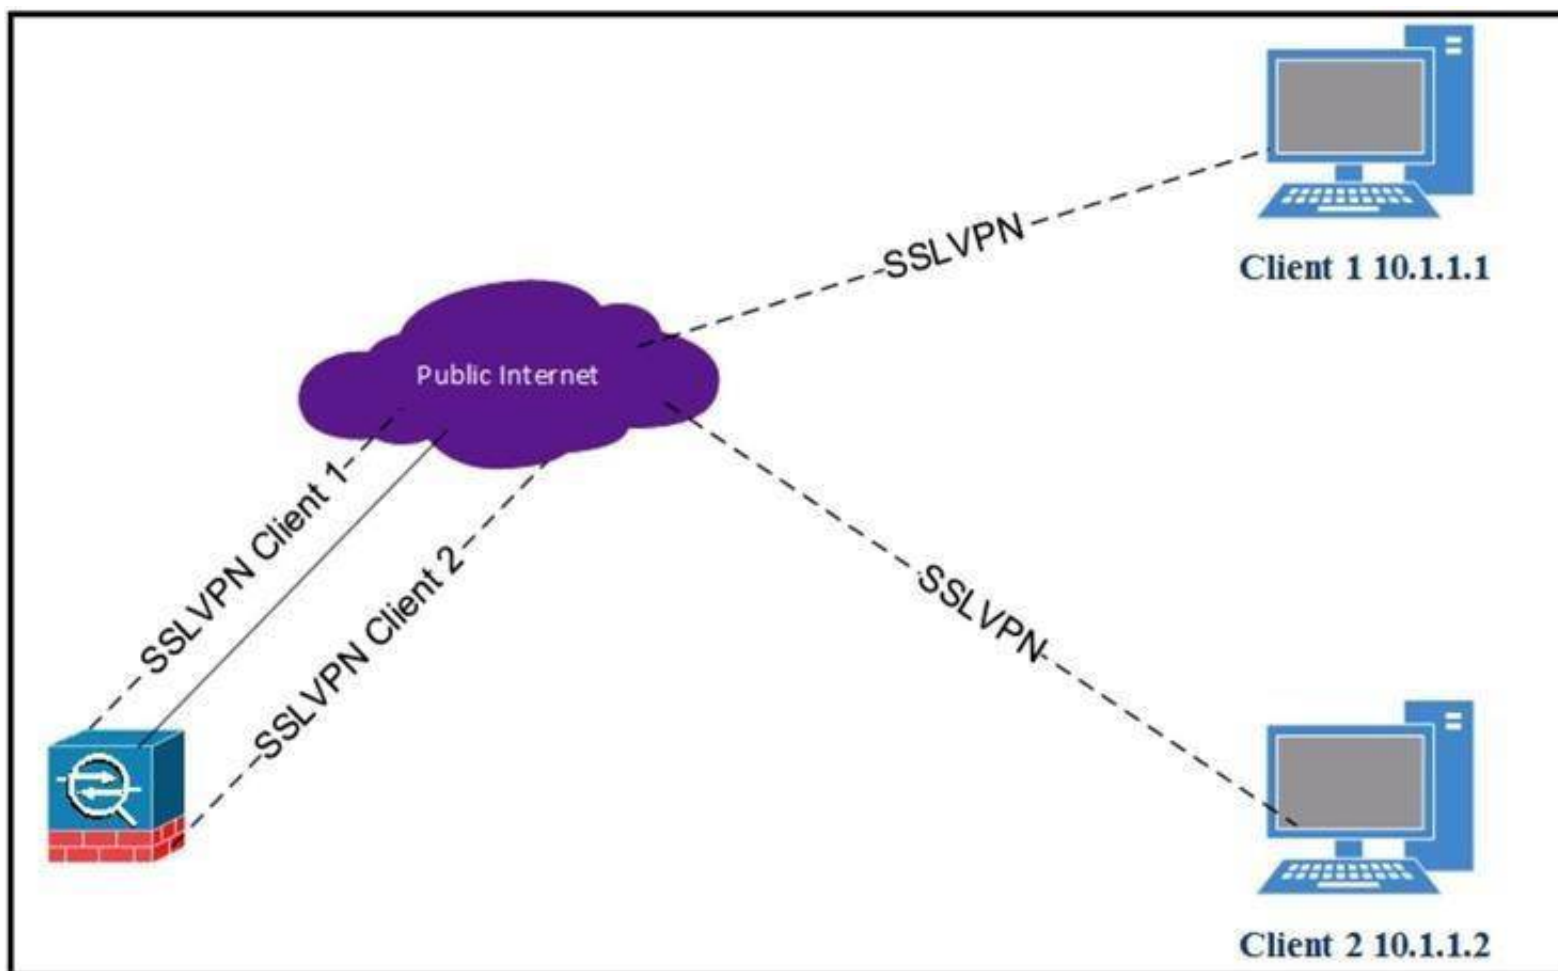 SSLVPN
Client 1 10.1.1.1
Public Internet
SSLVPN Client 1
SSLVPN Client 2
SSLVPN
Client 2 10.1.1.2